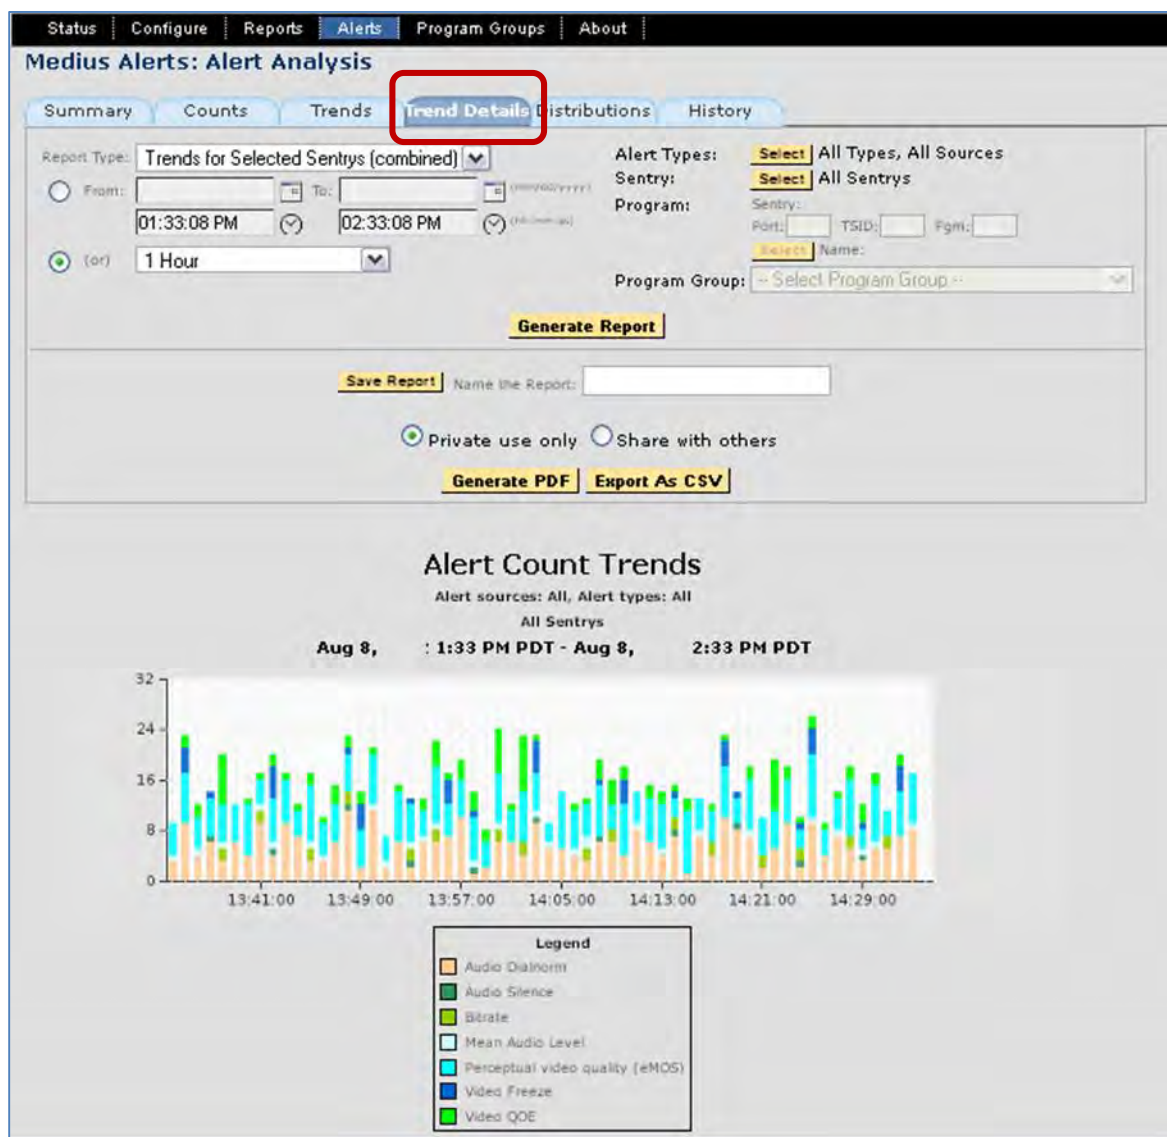 Status Configure Reports Alerts Program Groups About
Medius Alerts: Alert Analysis
Summary Counts Trends Trend Details Distributions History
Report Type: Trends for Selected Sentrys (combined)
From: To: (mm/dd/yyyy)
01:33:08 PM 02:33:08 PM
(or) 1 Hour
Alert Types: Select All Types, All Sources
Sentry: Select All Sentrys
Program: Sentry:
Port: TSID: Pgm:
Select Name:
Program Group: -- Select Program Group --
Generate Report
Save Report Name the Report:
Private use only Share with others
Generate PDF Export As CSV
Alert Count Trends
Alert sources: All, Alert types: All
All Sentrys
Aug 8, : 1:33 PM PDT - Aug 8, 2:33 PM PDT
32
24
16
8
0
13:41:00 13:49:00 13:57:00 14:05:00 14:13:00 14:21:00 14:29:00
Legend
Audio Dialnorm
Audio Silence
Bitrate
Mean Audio Level
Perceptual video quality (eMOS)
Video Freeze
Video QOE